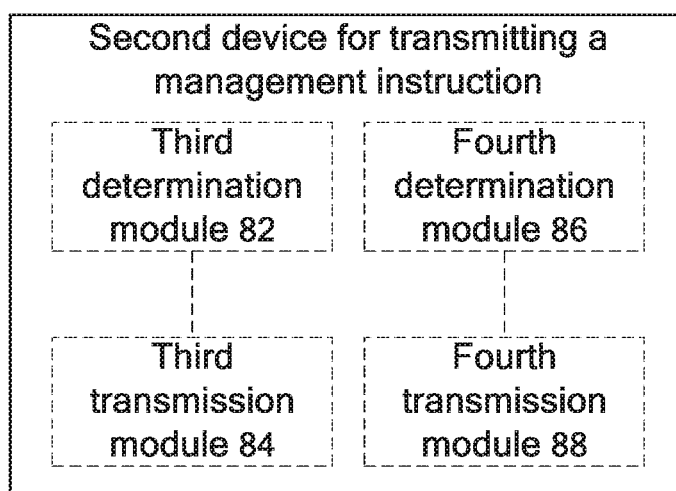 Second device for transmitting a
management instruction
Third
determination
module 82
Fourth
determination
module 86
Third
transmission
module 84
Fourth
transmission
module 88